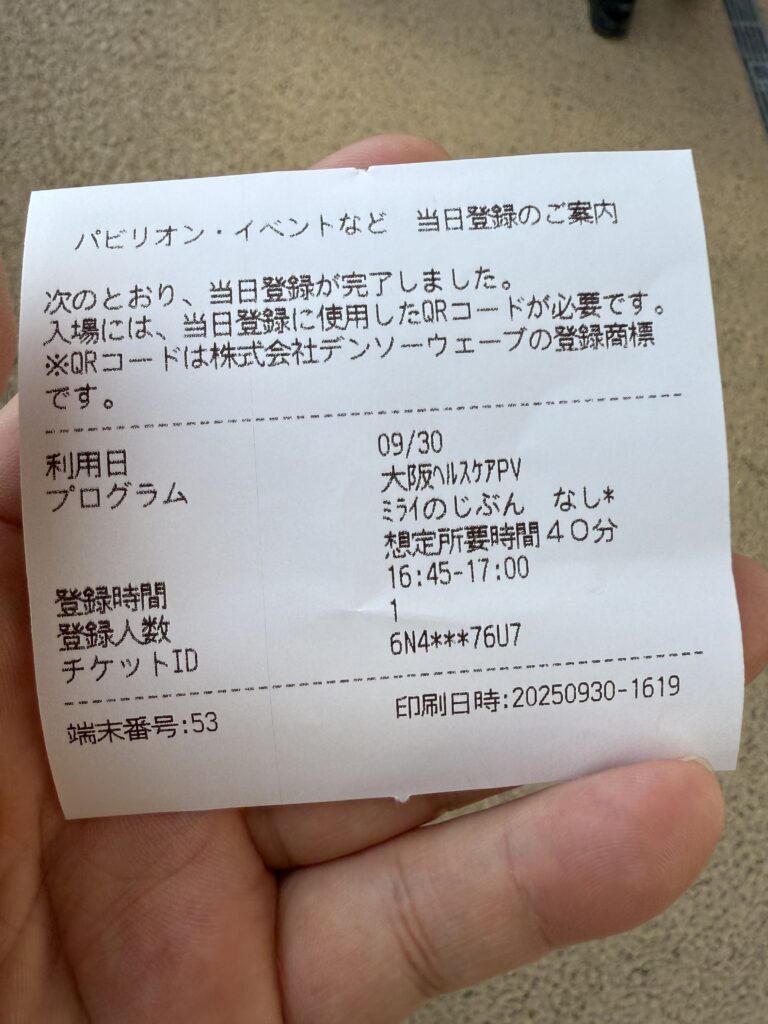 パビリオン・イベントなど　当日登録のご案内
次のとおり、当日登録が完了しました。
入場には、当日登録に使用したQRコードが必要です。
※QRコードは株式会社デンソーウェーブの登録商標
です。
利用日 09/30
プログラム 大阪ﾍﾙｽｹｱPV
ﾐﾗｲのじぶん　なし*
想定所要時間４０分
登録時間 16:45-17:00
登録人数 1
チケットID 6N4***76U7
端末番号:53 印刷日時:20250930-1619